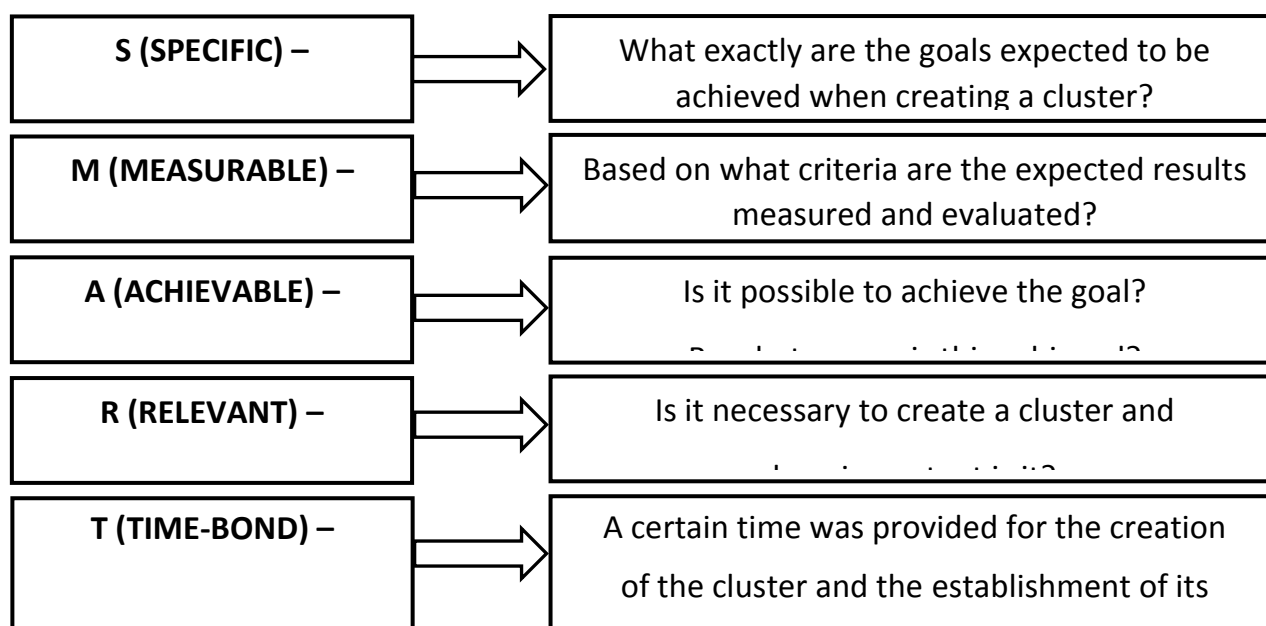 S (SPECIFIC) –
What exactly are the goals expected to be
achieved when creating a cluster?
M (MEASURABLE) –
Based on what criteria are the expected results
measured and evaluated?
A (ACHIEVABLE) –
Is it possible to achieve the goal?
R (RELEVANT) –
Is it necessary to create a cluster and
T (TIME-BOND) –
A certain time was provided for the creation
of the cluster and the establishment of its